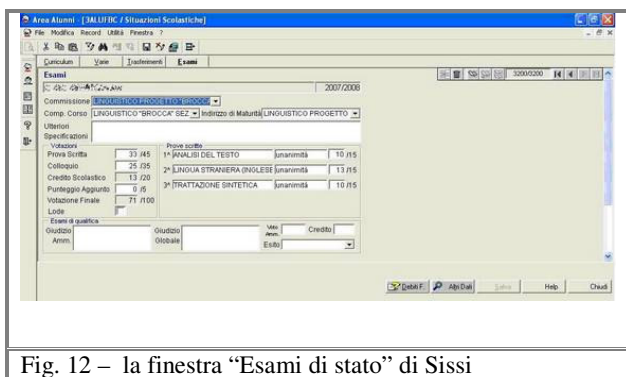 Area Alunni - [3ALUFFIC / Situazioni Scolastiche]
File Modifica Record Utilità Finestra ?
Curriculum Varie Trasferimenti Esami
Esami 3200/3200
2007/2008
Commissione LINGUISTICO PROGETTO "BROCCA"
Comp. Corso LINGUISTICO "BROCCA" SEZ Indirizzo di Maturità LINGUISTICO PROGETTO
Ulteriori
Specificazioni
Votazioni Prove scritte
Prova Scritta 33 /45 1ª ANALISI DEL TESTO unanimità 10 /15
Colloquio 25 /35
Credito Scolastico 13 /20 2ª LINGUA STRANIERA (INGLESE unanimità 13 /15
Punteggio Aggiunto 0 /5 3ª TRATTAZIONE SINTETICA unanimità 10 /15
Votazione Finale 71 /100
Lode
Esami di qualifica
Giudizio Amm. Giudizio Globale Voto Amm. Credito
Esito
Debiti F. Altri Dati Salva Help Chiudi
Fig. 12 – la finestra “Esami di stato” di Sissi